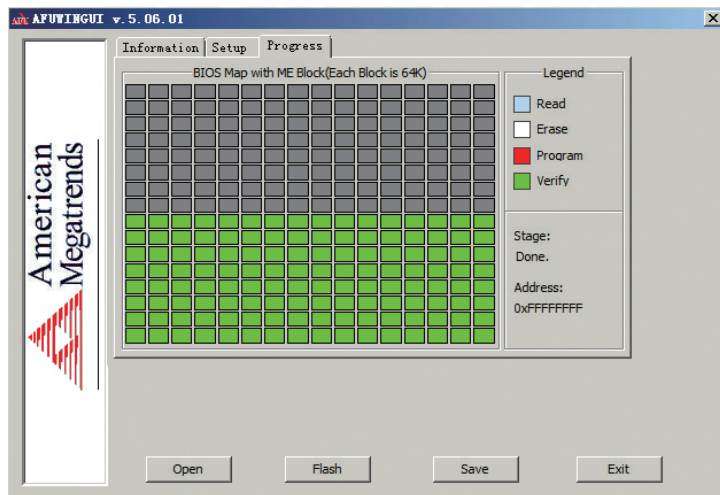 AFUWINGUI v.5.06.01
Information
Setup
Progress
BIOS Map with ME Block(Each Block is 64K)
Legend
Read
Erase
Program
Verify
Stage:
Done.
Address:
0xFFFFFFFF
American
Megatrends
Open
Flash
Save
Exit